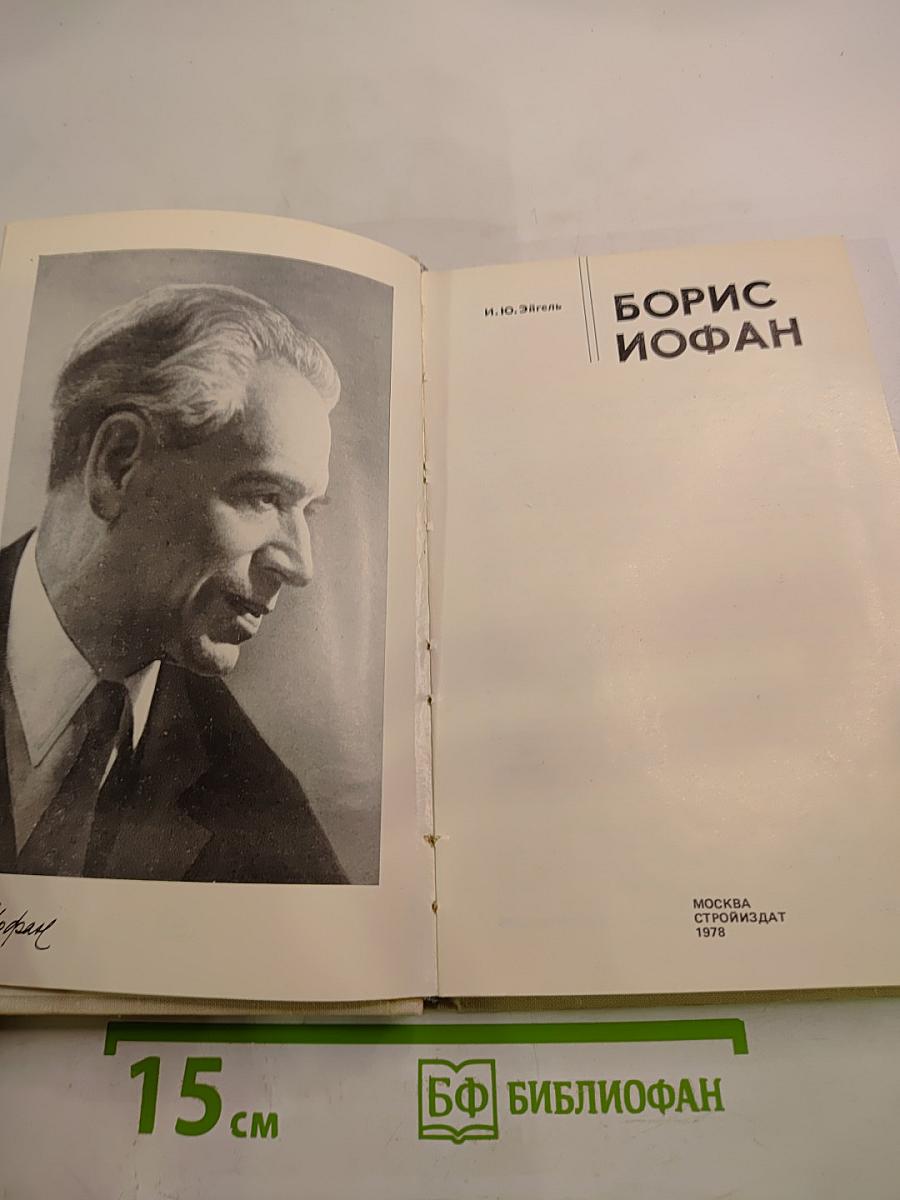 И.Ю.Эйгель
БОРИС
ИОФАН
МОСКВА
СТРОЙИЗДАТ
1978
15 см
БФ БИБЛИОФАН